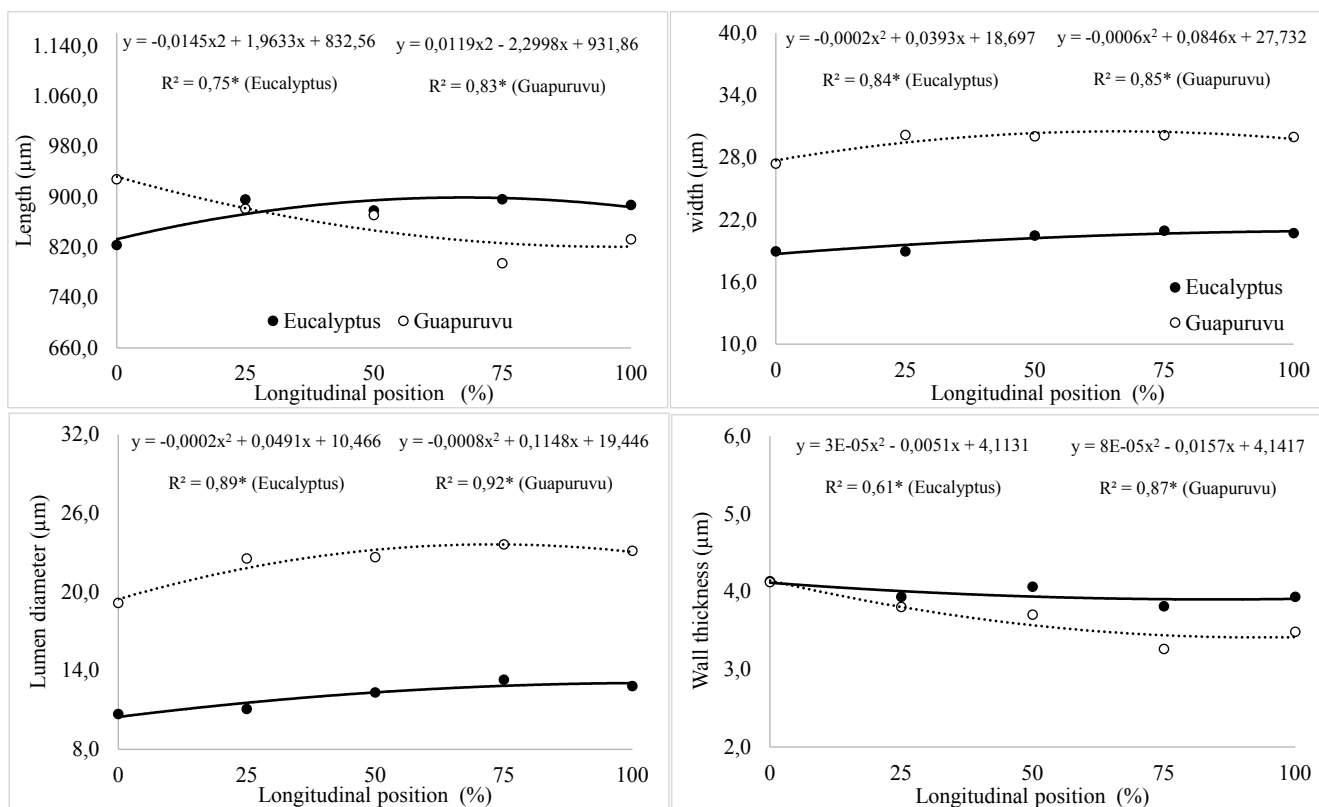 y = -0,0145x2 + 1,9633x + 832,56
y = 0,0119x2 - 2,2998x + 931,86
R² = 0,75* (Eucalyptus)
R² = 0,83* (Guapuruvu)
1.140,0
1.060,0
980,0
900,0
820,0
740,0
660,0
Length (µm)
Eucalyptus
Guapuruvu
0 25 50 75 100
Longitudinal position (%)
y = -0,0002x² + 0,0393x + 18,697
y = -0,0006x² + 0,0846x + 27,732
R² = 0,84* (Eucalyptus)
R² = 0,85* (Guapuruvu)
40,0
34,0
28,0
22,0
16,0
10,0
width (µm)
Eucalyptus
Guapuruvu
0 25 50 75 100
Longitudinal position (%)
y = -0,0002x² + 0,0491x + 10,466
y = -0,0008x² + 0,1148x + 19,446
R² = 0,89* (Eucalyptus)
R² = 0,92* (Guapuruvu)
32,0
26,0
20,0
14,0
8,0
Lumen diameter (µm)
0 25 50 75 100
Longitudinal position (%)
y = 3E-05x² - 0,0051x + 4,1131
y = 8E-05x² - 0,0157x + 4,1417
R² = 0,61* (Eucalyptus)
R² = 0,87* (Guapuruvu)
6,0
5,0
4,0
3,0
2,0
Wall thickness (µm)
0 25 50 75 100
Longitudinal position (%)